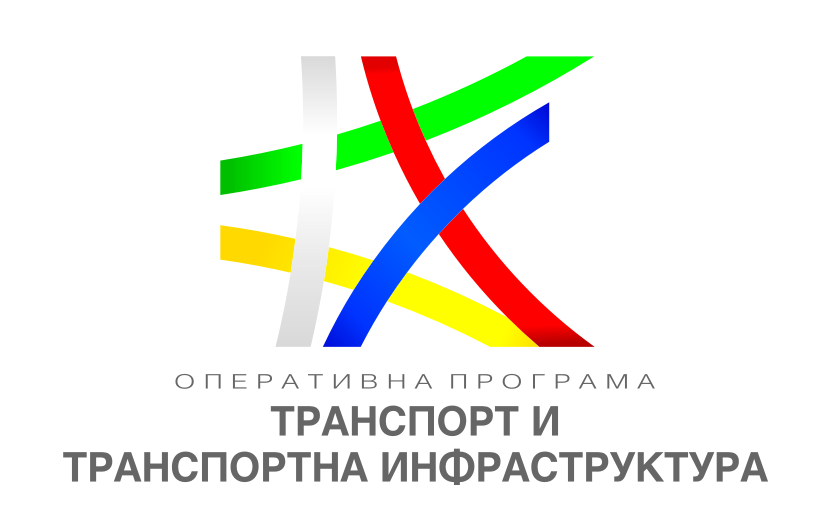 ОПЕРАТИВНА ПРОГРАМА
ТРАНСПОРТ И
ТРАНСПОРТНА ИНФРАСТРУКТУРА